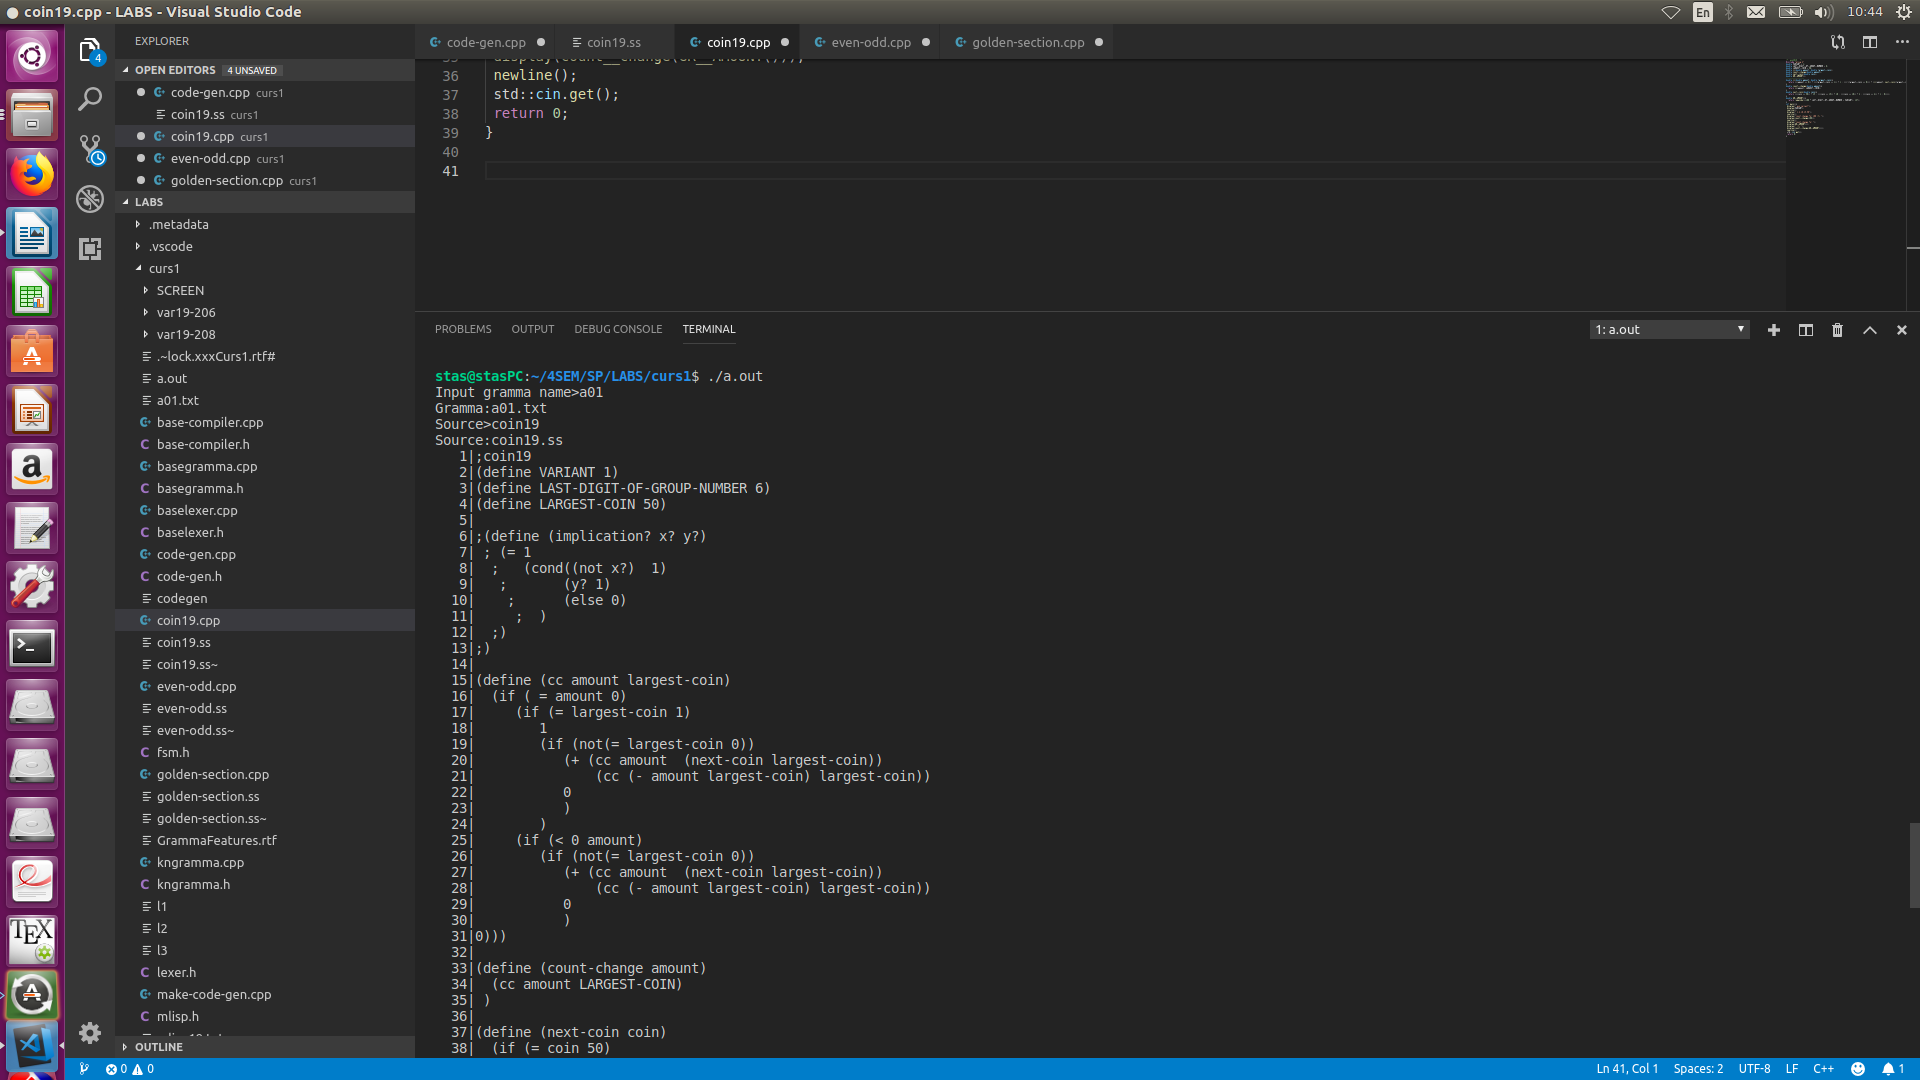 coin19.cpp - LABS - Visual Studio Code
En
10:44
EXPLORER
OPEN EDITORS 4 UNSAVED
code-gen.cpp curs1
coin19.ss curs1
coin19.cpp curs1
even-odd.cpp curs1
golden-section.cpp curs1
LABS
.metadata
.vscode
curs1
SCREEN
var19-206
var19-208
.~lock.xxxCurs1.rtf#
a.out
a01.txt
base-compiler.cpp
base-compiler.h
basegramma.cpp
basegramma.h
baselexer.cpp
baselexer.h
code-gen.cpp
code-gen.h
codegen
coin19.cpp
coin19.ss
coin19.ss~
even-odd.cpp
even-odd.ss
even-odd.ss~
fsm.h
golden-section.cpp
golden-section.ss
golden-section.ss~
GrammaFeatures.rtf
kngramma.cpp
kngramma.h
l1
l2
l3
lexer.h
make-code-gen.cpp
mlisp.h
OUTLINE
code-gen.cpp
coin19.ss
coin19.cpp
even-odd.cpp
golden-section.cpp
36 newline();
37 std::cin.get();
38 return 0;
39 }
40
41
PROBLEMS OUTPUT DEBUG CONSOLE TERMINAL
1: a.out
stas@stasPC:~/4SEM/SP/LABS/curs1$ ./a.out
Input gramma name>a01
Gramma:a01.txt
Source>coin19
Source:coin19.ss
1|;coin19
2|(define VARIANT 1)
3|(define LAST-DIGIT-OF-GROUP-NUMBER 6)
4|(define LARGEST-COIN 50)
5|
6|;(define (implication? x? y?)
7| ; (= 1
8|  ;   (cond((not x?)  1)
9|   ;       (y? 1)
10|    ;      (else 0)
11|     ;  )
12|  ;)
13|;)
14|
15|(define (cc amount largest-coin)
16|  (if ( = amount 0)
17|     (if (= largest-coin 1)
18|        1
19|        (if (not(= largest-coin 0))
20|           (+ (cc amount  (next-coin largest-coin))
21|               (cc (- amount largest-coin) largest-coin))
22|           0
23|           )
24|        )
25|     (if (< 0 amount)
26|        (if (not(= largest-coin 0))
27|           (+ (cc amount  (next-coin largest-coin))
28|               (cc (- amount largest-coin) largest-coin))
29|           0
30|           )
31|0)))
32|
33|(define (count-change amount)
34|  (cc amount LARGEST-COIN)
35| )
36|
37|(define (next-coin coin)
38|  (if (= coin 50)
0 0
Ln 41, Col 1 Spaces: 2 UTF-8 LF C++ 1